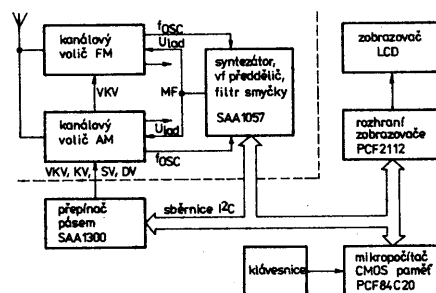 kanálový
volič FM
fOSC
Ulad
syntezátor,
vf předdělič,
filtr smyčky
SAA1057
zobrazovač
LCD
VKV
MF
kanálový
volič AM
Ulad
fOSC
rozhraní
zobrazovače
PCF2112
VKV, KV, SV, DV
přepínač
pásem
SAA1300
sběrnice I²C
klávesnice
mikropočítač
CMOS paměť
PCF84C20